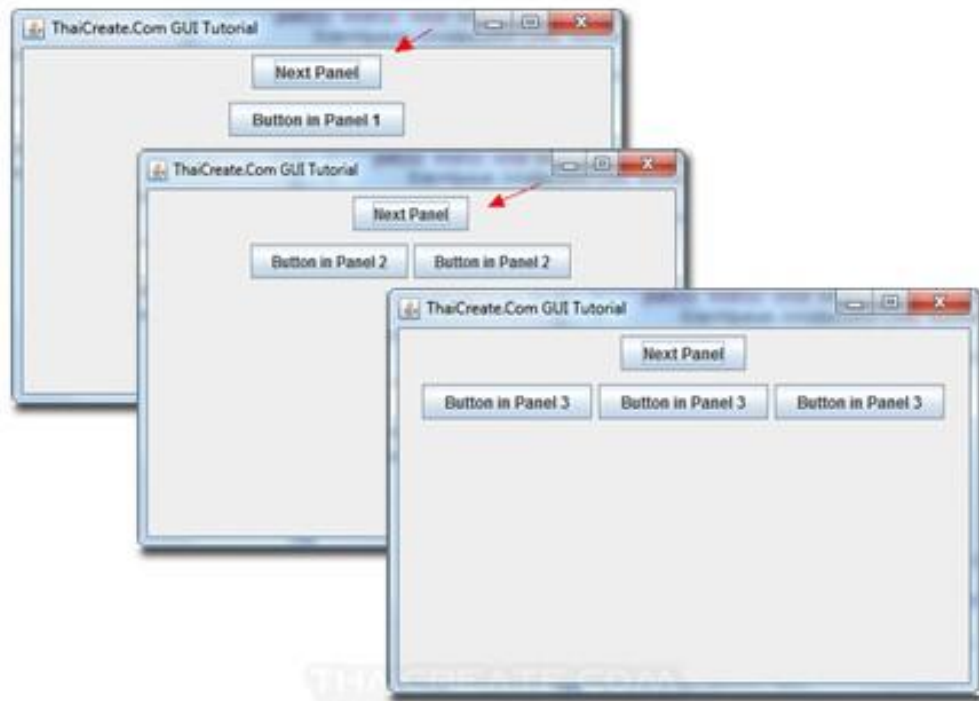 ThaiCreate.Com GUI Tutorial
Next Panel
Button in Panel 1
ThaiCreate.Com GUI Tutorial
Next Panel
Button in Panel 2 Button in Panel 2
ThaiCreate.Com GUI Tutorial
Next Panel
Button in Panel 3 Button in Panel 3 Button in Panel 3
THAICREATE.COM